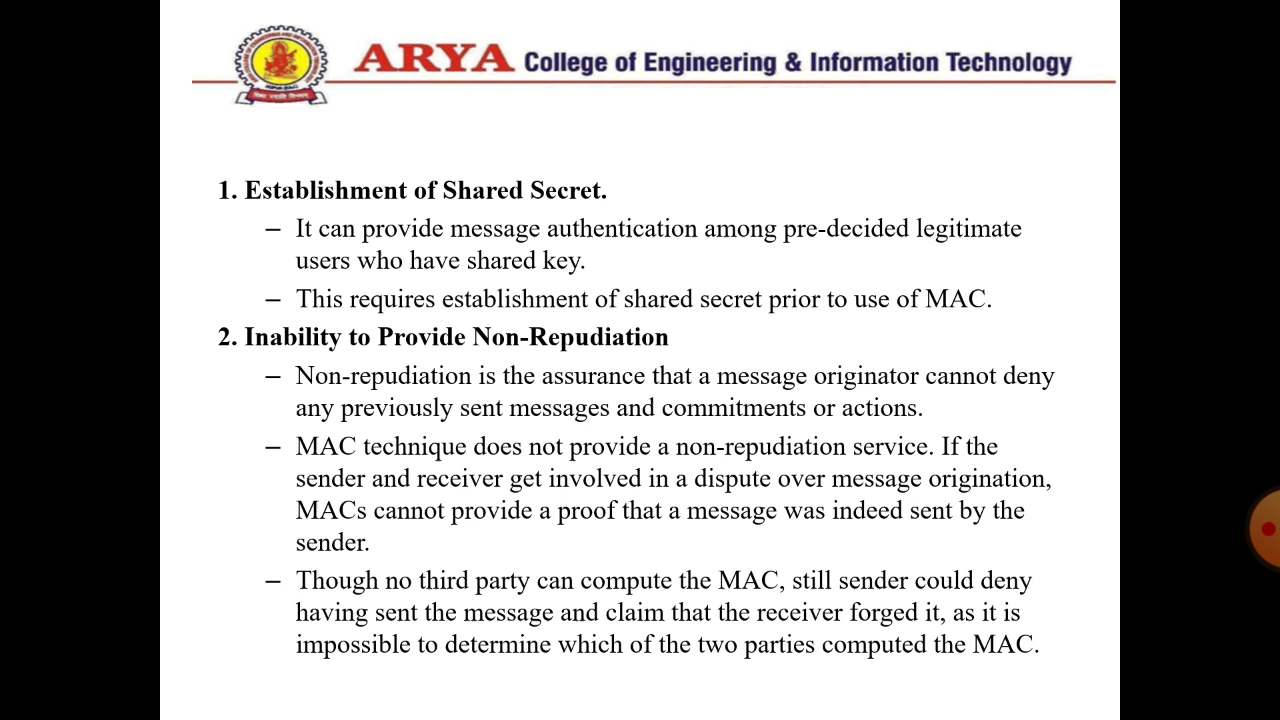 ARYA College of Engineering & Information Technology
1. Establishment of Shared Secret.
– It can provide message authentication among pre-decided legitimate
users who have shared key.
– This requires establishment of shared secret prior to use of MAC.
2. Inability to Provide Non-Repudiation
– Non-repudiation is the assurance that a message originator cannot deny
any previously sent messages and commitments or actions.
– MAC technique does not provide a non-repudiation service. If the
sender and receiver get involved in a dispute over message origination,
MACs cannot provide a proof that a message was indeed sent by the
sender.
– Though no third party can compute the MAC, still sender could deny
having sent the message and claim that the receiver forged it, as it is
impossible to determine which of the two parties computed the MAC.